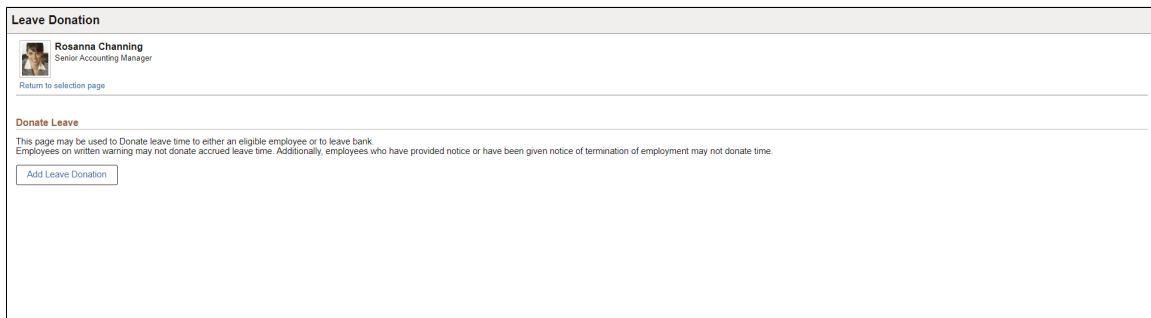 Leave Donation
Rosanna Channing
Senior Accounting Manager
Return to selection page
Donate Leave
This page may be used to Donate leave time to either an eligible employee or to leave bank.
Employees on written warning may not donate accrued leave time. Additionally, employees who have provided notice or have been given notice of termination of employment may not donate time.
Add Leave Donation